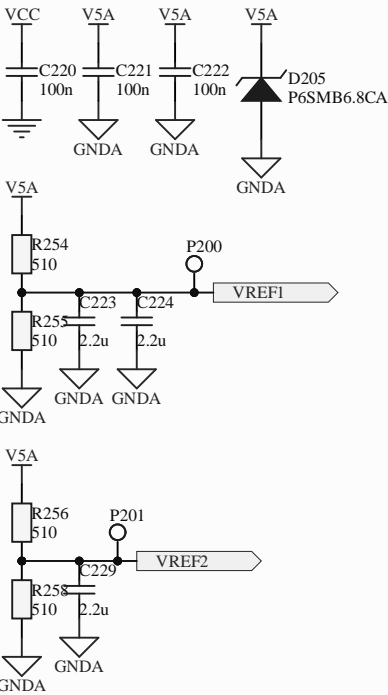 VCC V5A V5A V5A
C220 C221 C222 D205
100n 100n 100n P6SMB6.8CA
GNDA GNDA
GNDA
V5A
R254 P200
510
C223 C224 VREF1
R255
510 2.2u 2.2u
GNDA GNDA
GNDA
V5A
R256 P201
510
C229 VREF2
R258
510 2.2u
GNDA
GNDA